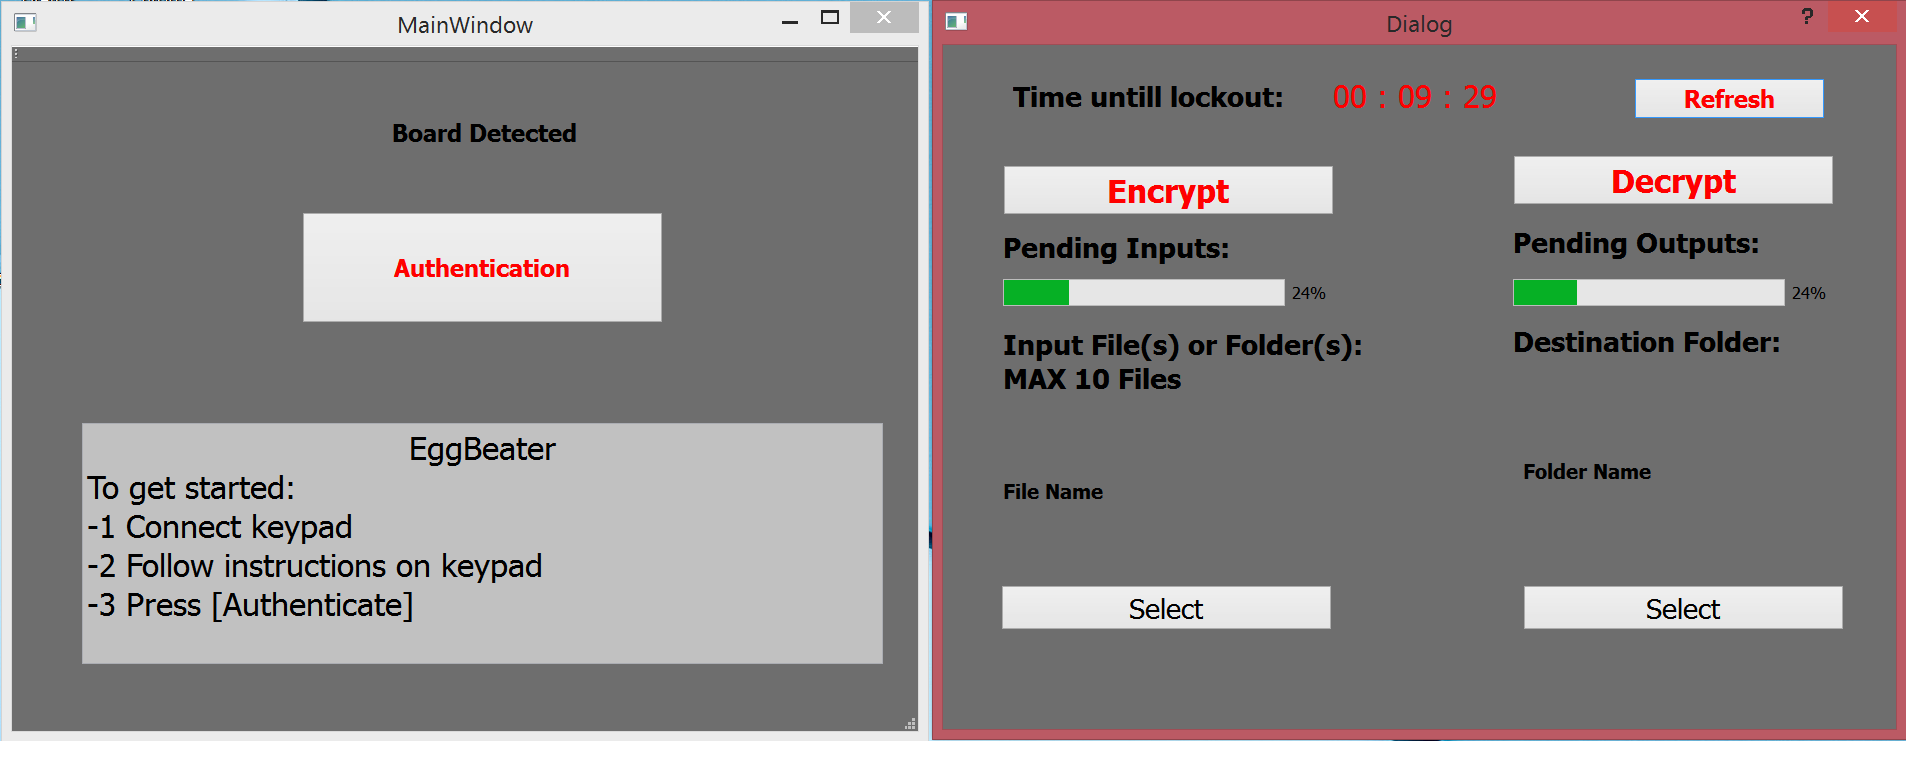 MainWindow
Board Detected
Authentication
EggBeater
To get started:
-1 Connect keypad
-2 Follow instructions on keypad
-3 Press [Authenticate]
Dialog
?
Time untill lockout: 00 : 09 : 29
Refresh
Encrypt
Decrypt
Pending Inputs:
Pending Outputs:
24%
24%
Input File(s) or Folder(s):
MAX 10 Files
Destination Folder:
File Name
Folder Name
Select
Select